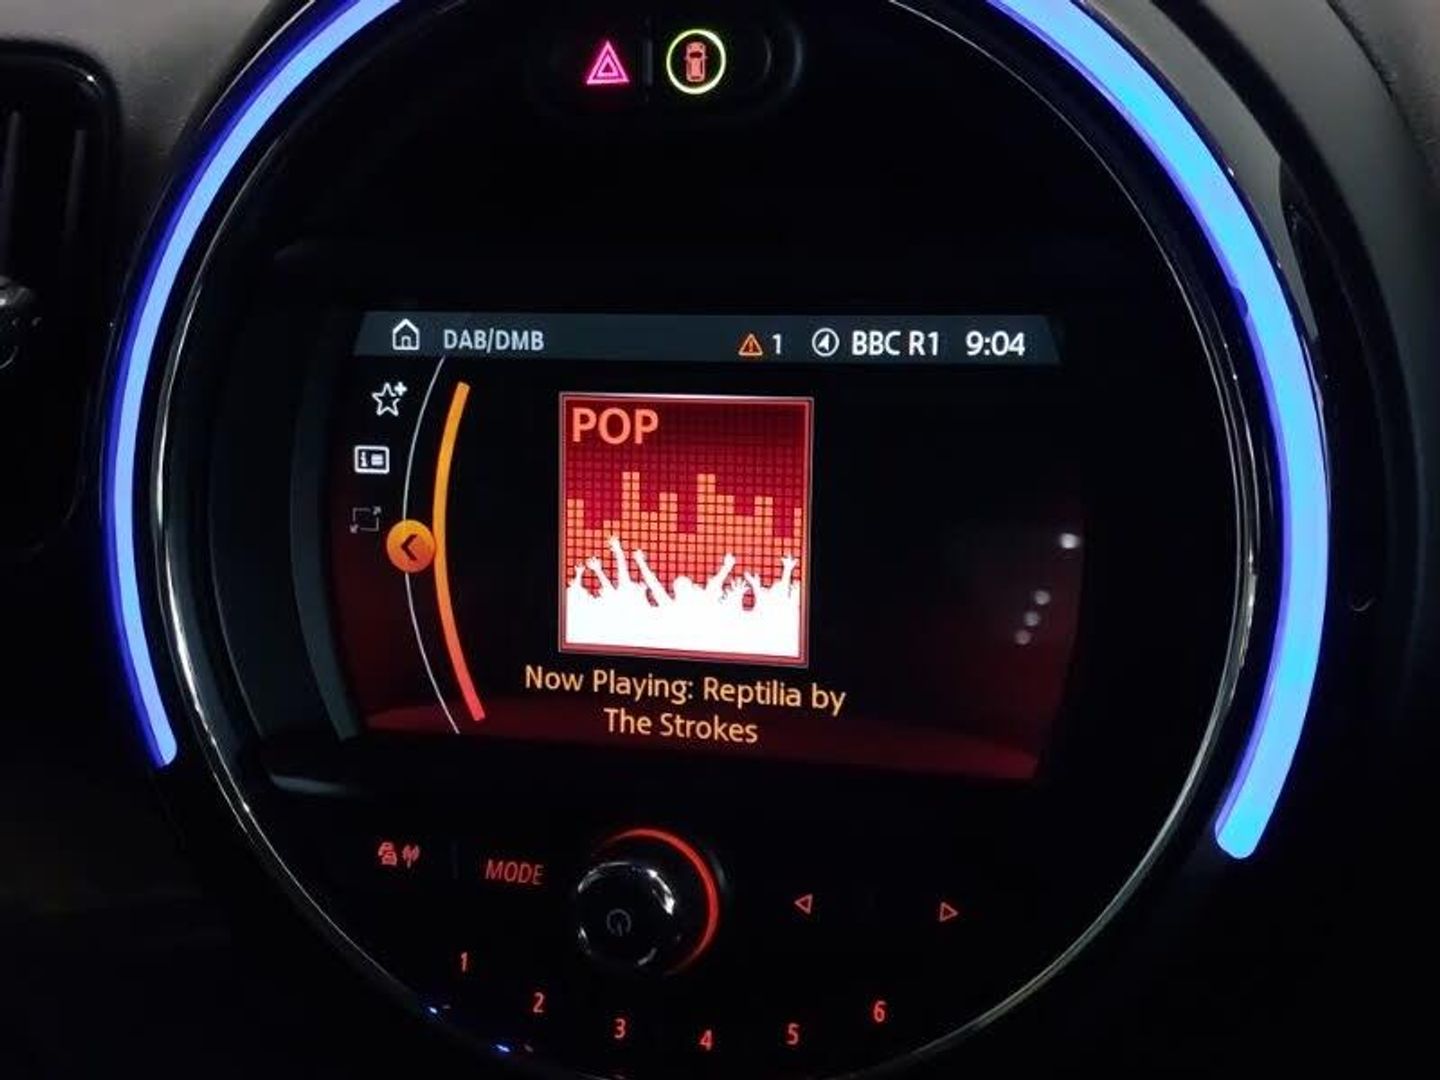 DAB/DMB
1 BBC R1 9:04
POP
Now Playing: Reptilia by
The Strokes
MODE
1
2
3
4
5
6